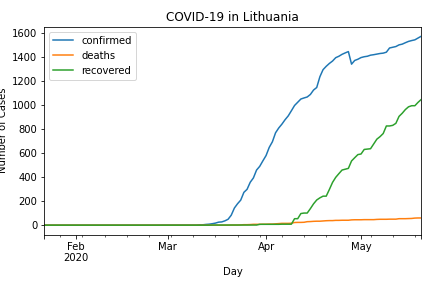 COVID-19 in Lithuania
confirmed
deaths
recovered
1600
1400
1200
1000
800
600
400
200
0
Number of Cases
Feb
2020
Mar
Apr
May
Day